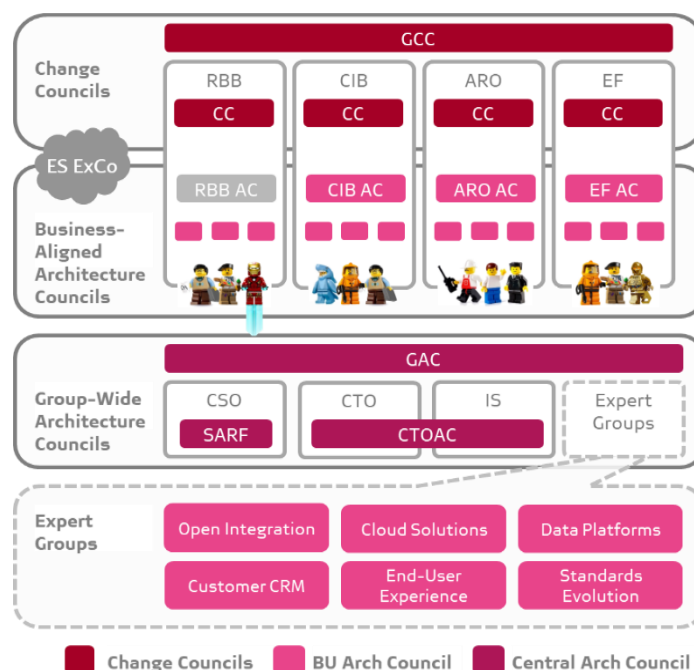 GCC
Change
Councils
RBB
CIB
ARO
EF
CC
CC
CC
CC
ES ExCo
RBB AC
CIB AC
ARO AC
EF AC
Business-
Aligned
Architecture
Councils
GAC
Group-Wide
Architecture
Councils
CSO
CTO
IS
Expert
Groups
SARF
CTOAC
Expert
Groups
Open Integration
Cloud Solutions
Data Platforms
Customer CRM
End-User
Experience
Standards
Evolution
Change Councils
BU Arch Council
Central Arch Council